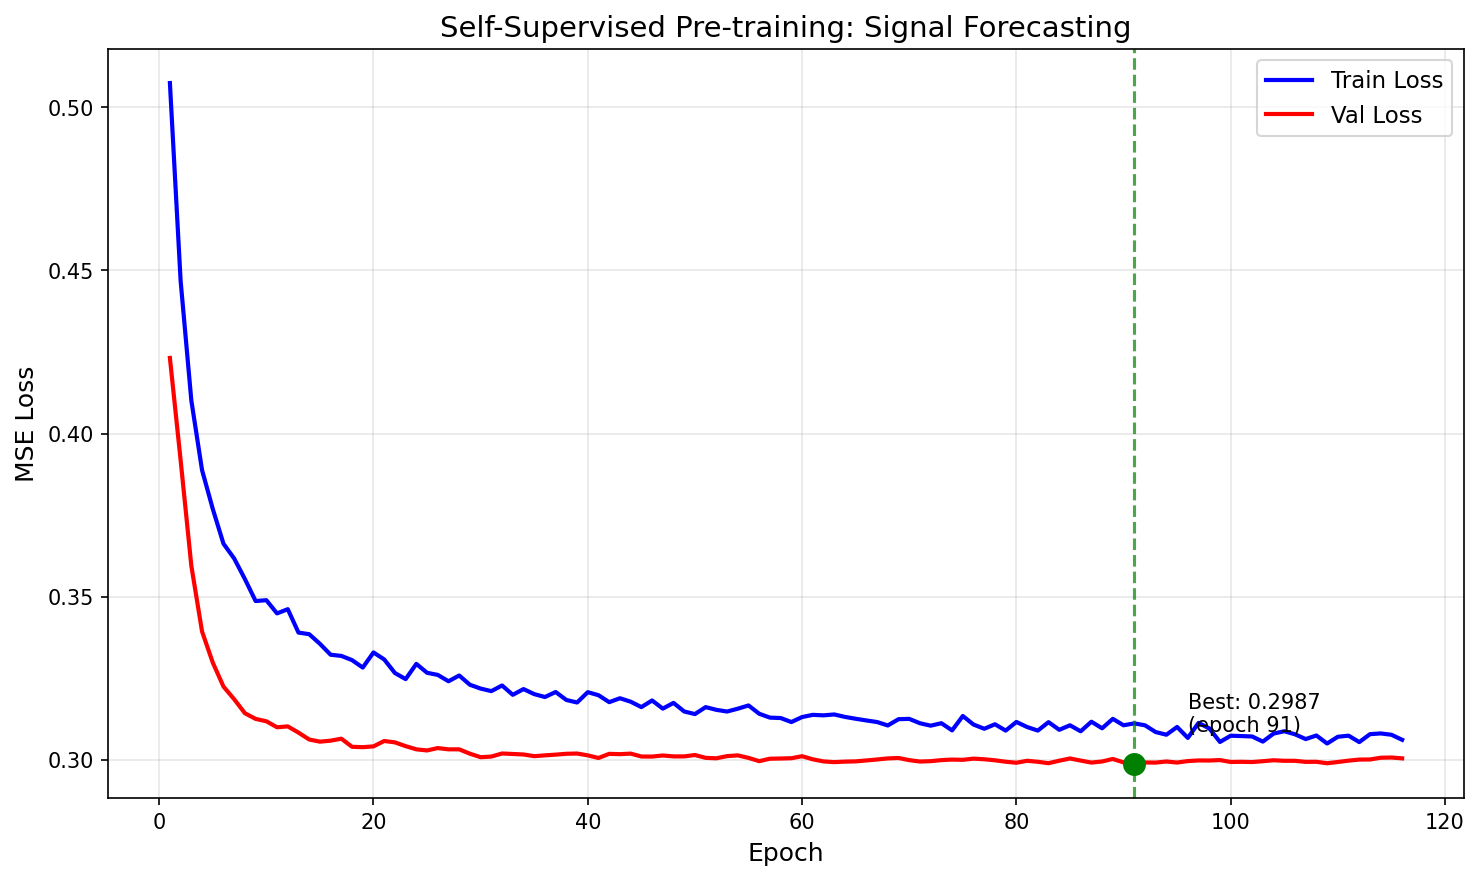 Self-Supervised Pre-training: Signal Forecasting
Train Loss
Val Loss
MSE Loss
0.50
0.45
0.40
0.35
0.30
Best: 0.2987
(epoch 91)
0
20
40
60
80
100
120
Epoch